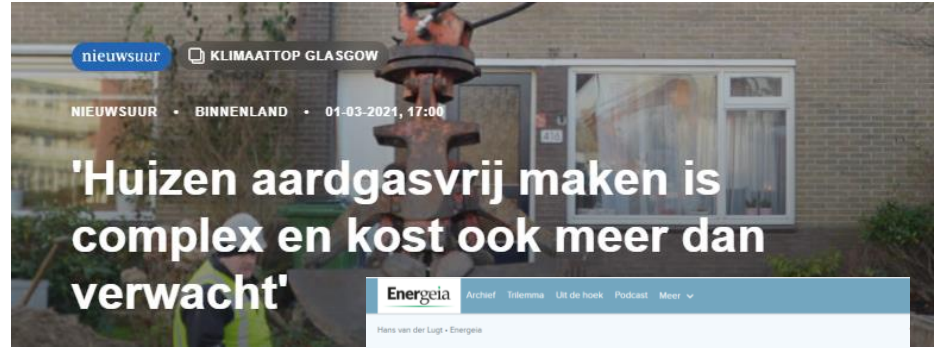 nieuwsuur KLIMAATTOP GLASGOW
NIEUWSUUR • BINNENLAND • 01-03-2021, 17:00
416
'Huizen aardgasvrij maken is
complex en kost ook meer dan
verwacht'
Energeia Archief Trilemma Uit de hoek Podcast Meer
Hans van der Lugt • Energeia